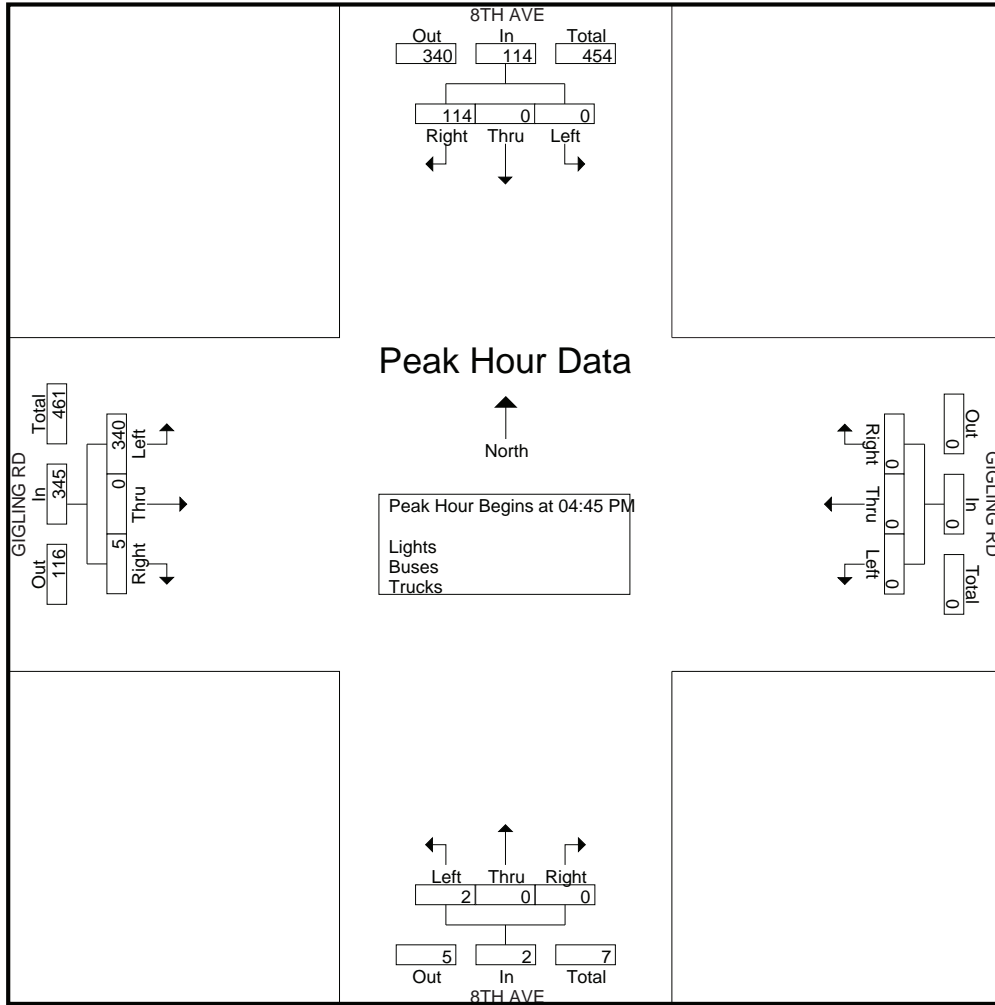 8TH AVE
Out In Total
340 114 454
114 0 0
Right Thru Left
Peak Hour Data
North
Peak Hour Begins at 04:45 PM
Lights
Buses
Trucks
GIGLING RD
Out In Total
116 345 461
5 0 340
Right Thru Left
GIGLING RD
Out In Total
0 0 0
0 0 0
Right Thru Left
Left Thru Right
2 0 0
5 2 7
Out In Total
8TH AVE